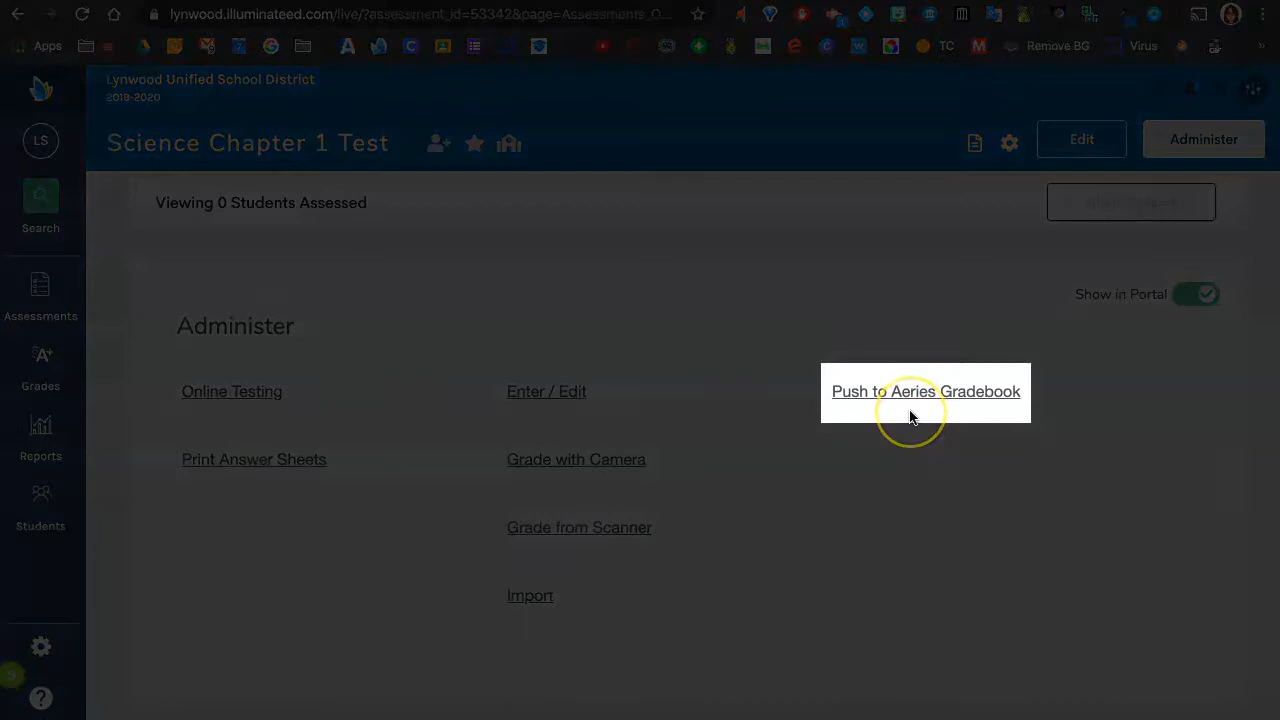 lynwood.illuminateed.com/live/?assessment_id=53342&page=Assessments_O...
Apps
TC
Remove BG
Virus
Lynwood Unified School District
2019-2020
LS
Science Chapter 1 Test
Edit
Administer
Search
Viewing 0 Students Assessed
Assessments
Show in Portal
Administer
Grades
Online Testing
Enter / Edit
Push to Aeries Gradebook
Reports
Print Answer Sheets
Grade with Camera
Students
Grade from Scanner
Import